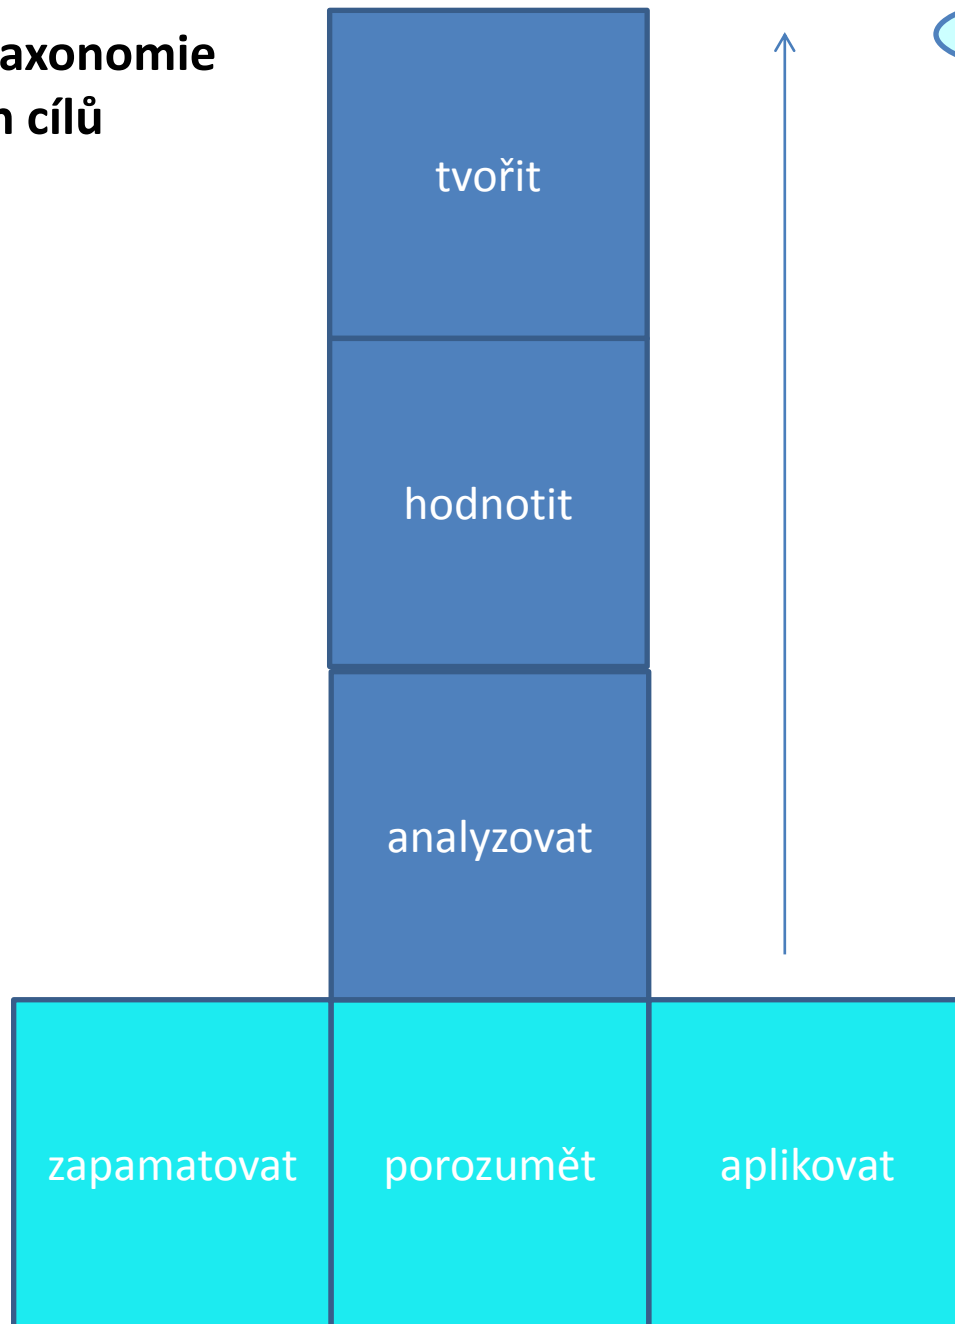 axonomie
n cílů
tvořit
hodnotit
analyzovat
zapamatovat porozumět aplikovat